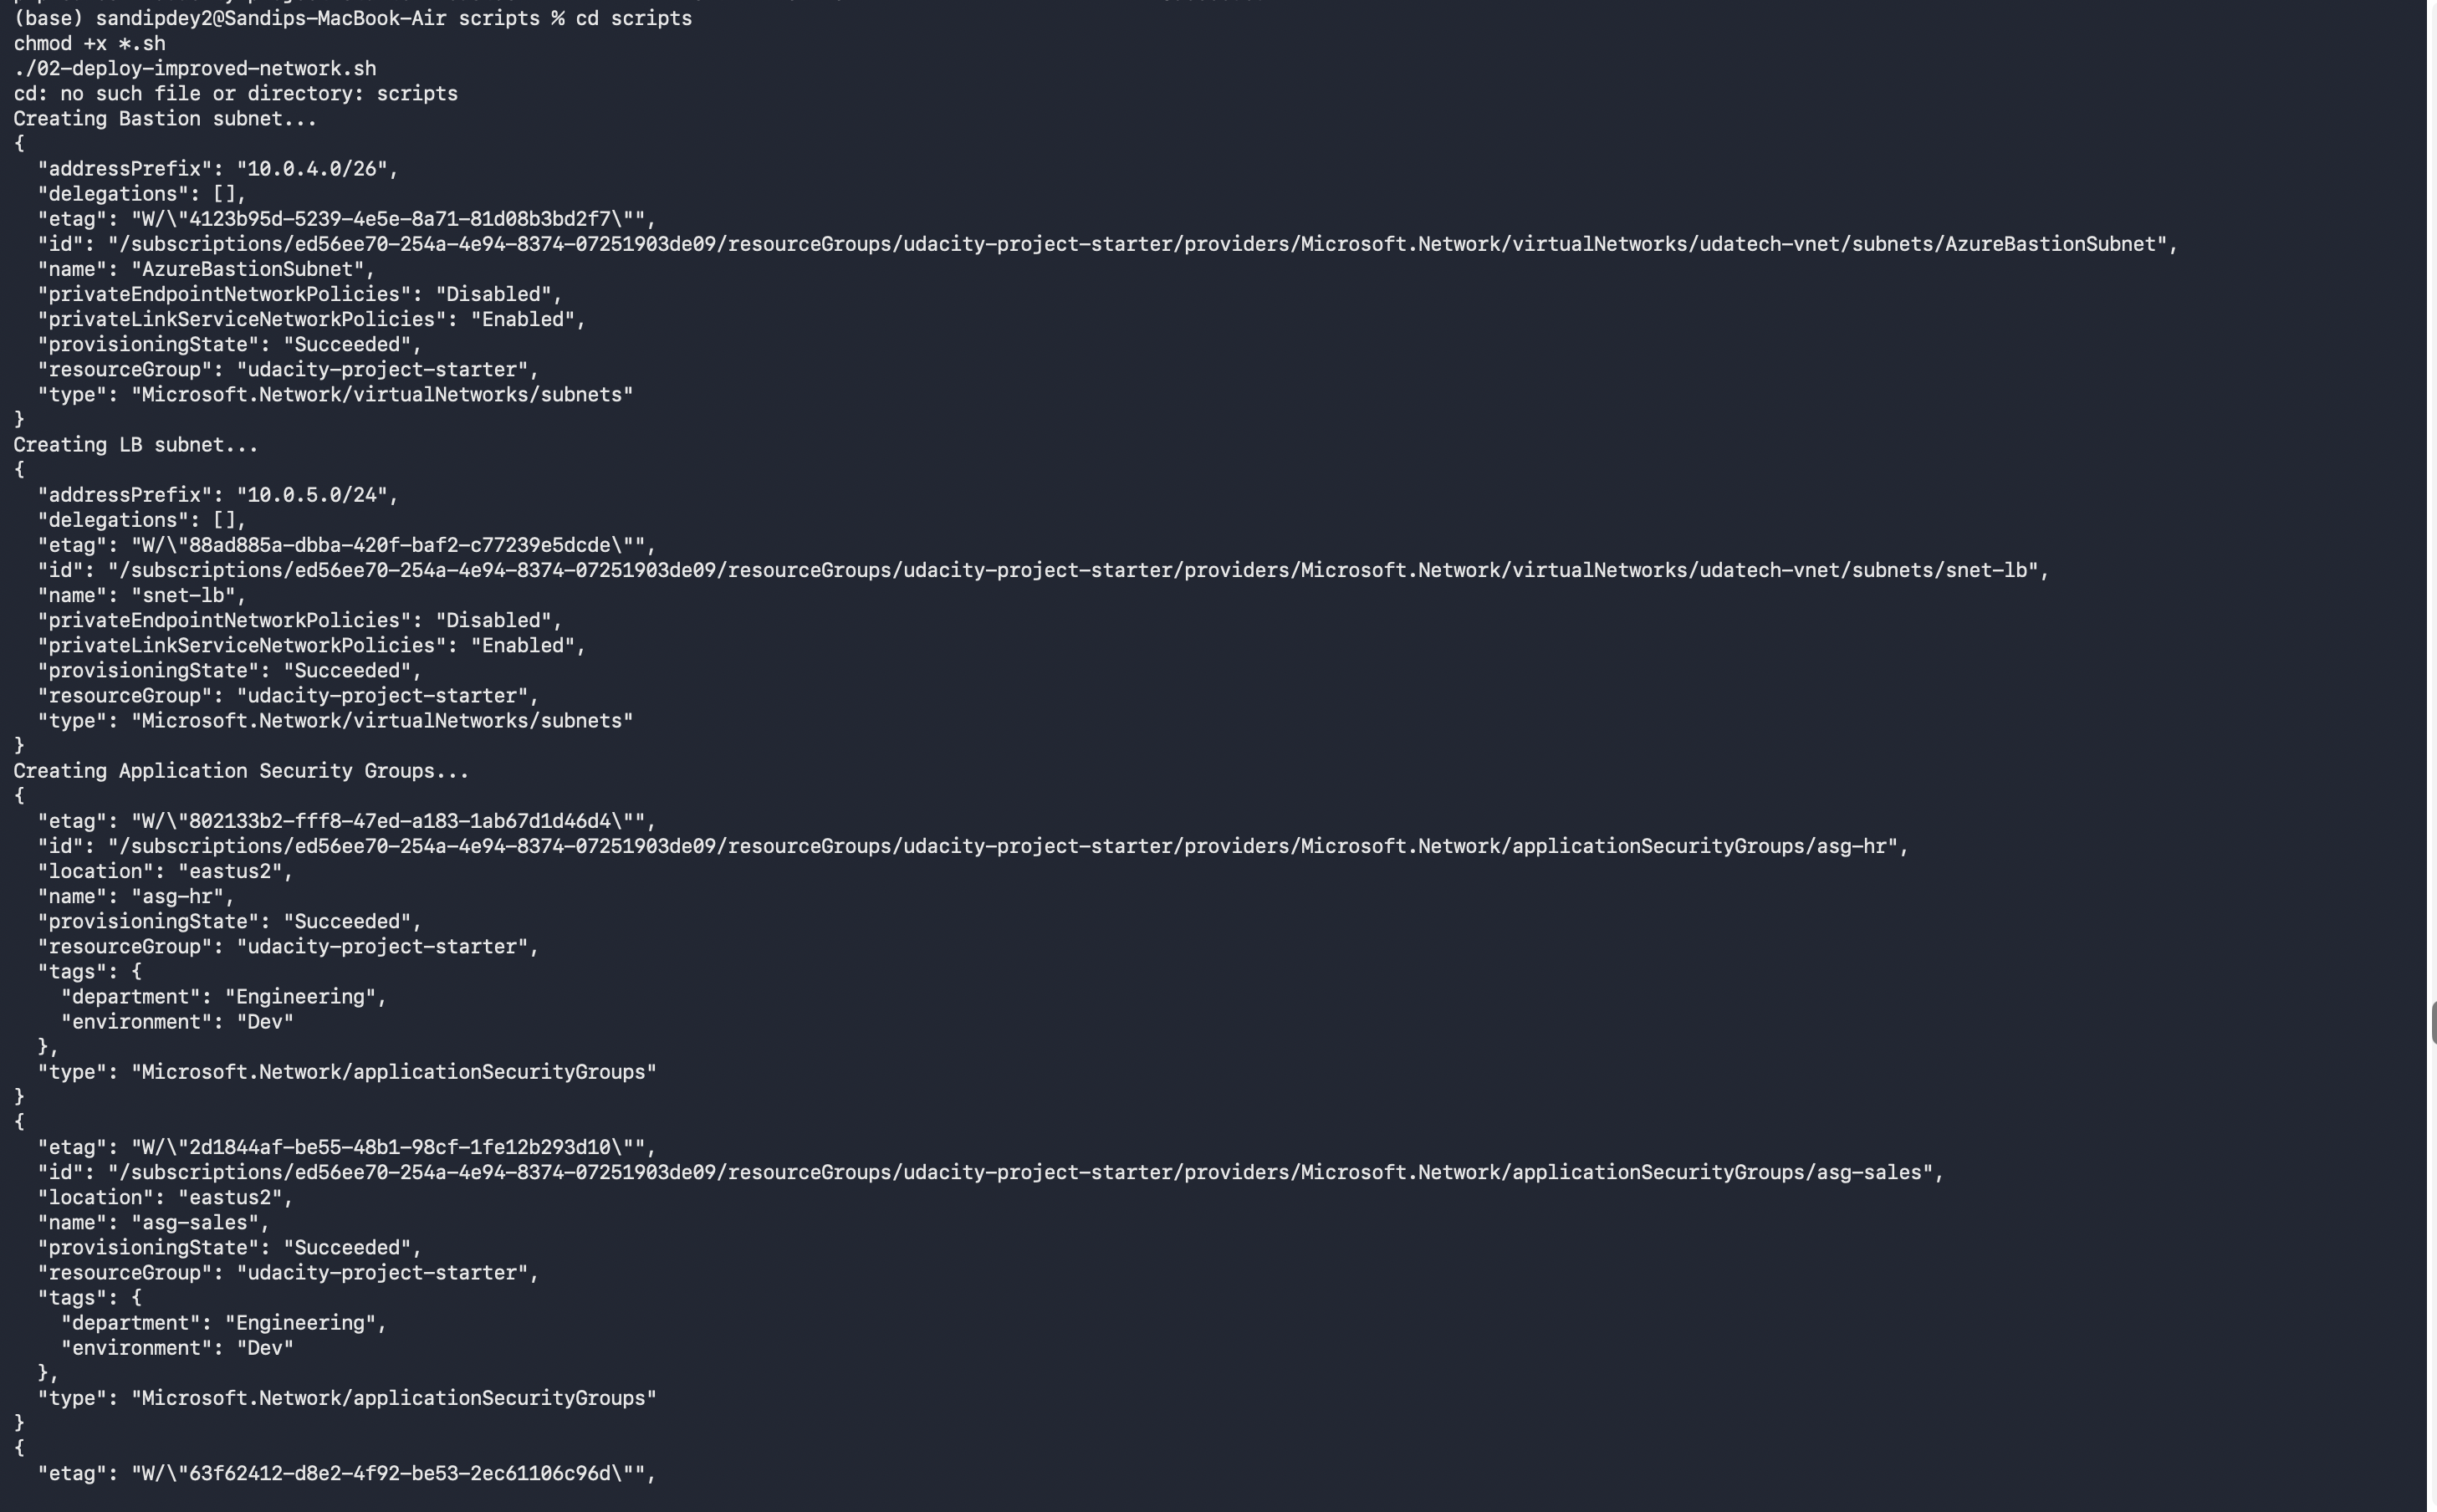 (base) sandipdey2@Sandips-MacBook-Air scripts % cd scripts
chmod +x *.sh
./02-deploy-improved-network.sh
cd: no such file or directory: scripts
Creating Bastion subnet...
{
  "addressPrefix": "10.0.4.0/26",
  "delegations": [],
  "etag": "W/\"4123b95d-5239-4e5e-8a71-81d08b3bd2f7\"",
  "id": "/subscriptions/ed56ee70-254a-4e94-8374-07251903de09/resourceGroups/udacity-project-starter/providers/Microsoft.Network/virtualNetworks/udatech-vnet/subnets/AzureBastionSubnet",
  "name": "AzureBastionSubnet",
  "privateEndpointNetworkPolicies": "Disabled",
  "privateLinkServiceNetworkPolicies": "Enabled",
  "provisioningState": "Succeeded",
  "resourceGroup": "udacity-project-starter",
  "type": "Microsoft.Network/virtualNetworks/subnets"
}
Creating LB subnet...
{
  "addressPrefix": "10.0.5.0/24",
  "delegations": [],
  "etag": "W/\"88ad885a-dbba-420f-baf2-c77239e5dcde\"",
  "id": "/subscriptions/ed56ee70-254a-4e94-8374-07251903de09/resourceGroups/udacity-project-starter/providers/Microsoft.Network/virtualNetworks/udatech-vnet/subnets/snet-lb",
  "name": "snet-lb",
  "privateEndpointNetworkPolicies": "Disabled",
  "privateLinkServiceNetworkPolicies": "Enabled",
  "provisioningState": "Succeeded",
  "resourceGroup": "udacity-project-starter",
  "type": "Microsoft.Network/virtualNetworks/subnets"
}
Creating Application Security Groups...
{
  "etag": "W/\"802133b2-fff8-47ed-a183-1ab67d1d46d4\"",
  "id": "/subscriptions/ed56ee70-254a-4e94-8374-07251903de09/resourceGroups/udacity-project-starter/providers/Microsoft.Network/applicationSecurityGroups/asg-hr",
  "location": "eastus2",
  "name": "asg-hr",
  "provisioningState": "Succeeded",
  "resourceGroup": "udacity-project-starter",
  "tags": {
    "department": "Engineering",
    "environment": "Dev"
  },
  "type": "Microsoft.Network/applicationSecurityGroups"
}
{
  "etag": "W/\"2d1844af-be55-48b1-98cf-1fe12b293d10\"",
  "id": "/subscriptions/ed56ee70-254a-4e94-8374-07251903de09/resourceGroups/udacity-project-starter/providers/Microsoft.Network/applicationSecurityGroups/asg-sales",
  "location": "eastus2",
  "name": "asg-sales",
  "provisioningState": "Succeeded",
  "resourceGroup": "udacity-project-starter",
  "tags": {
    "department": "Engineering",
    "environment": "Dev"
  },
  "type": "Microsoft.Network/applicationSecurityGroups"
}
{
  "etag": "W/\"63f62412-d8e2-4f92-be53-2ec61106c96d\"",